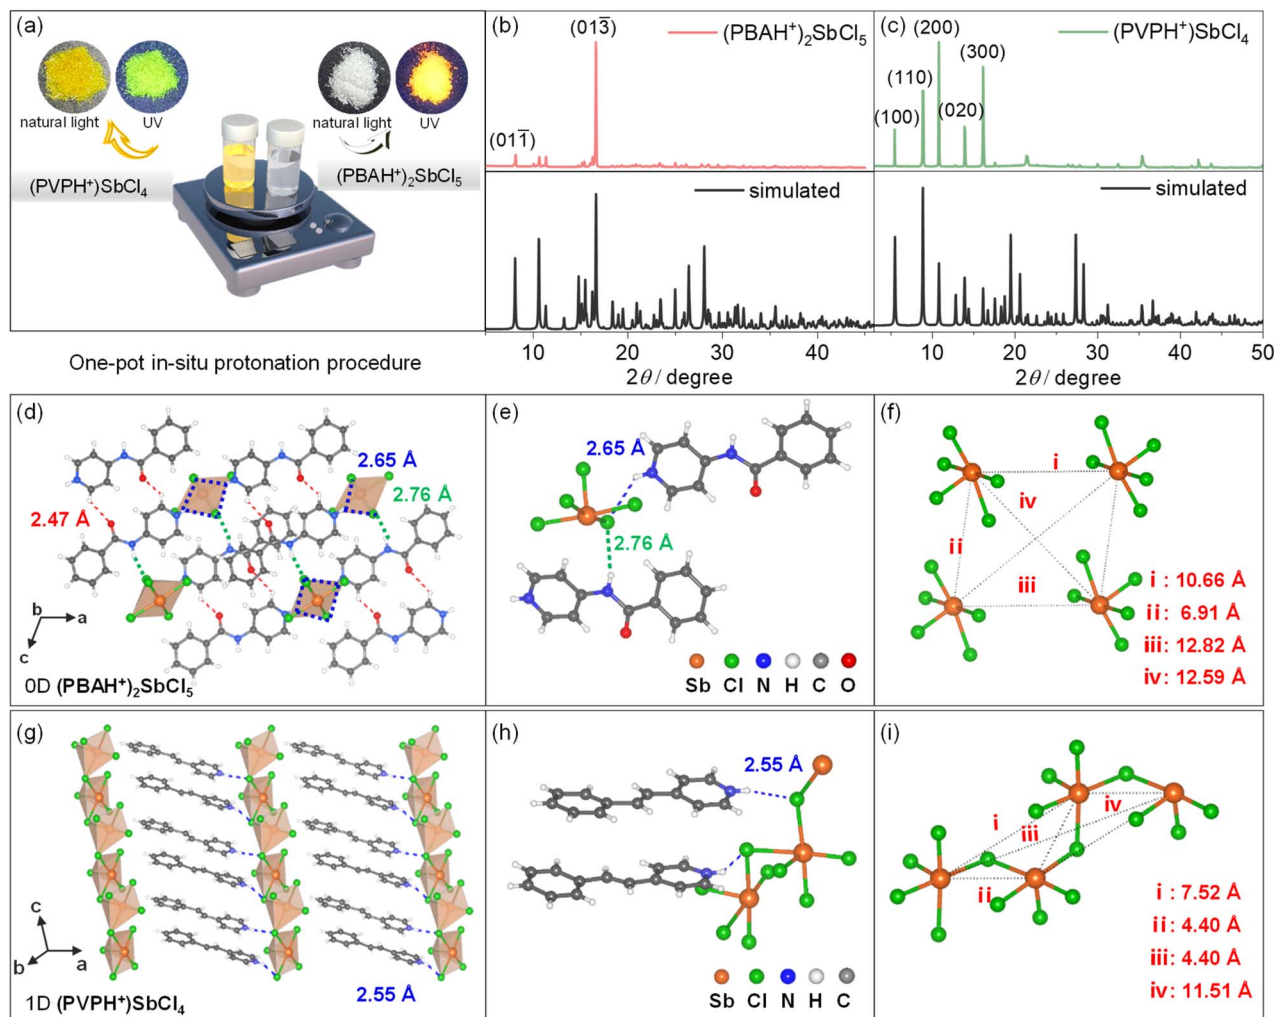 (a)
natural light
UV
natural light
UV
(PVPH⁺)SbCl₄
(PBAH⁺)₂SbCl₅
One-pot in-situ protonation procedure
(b)
(PBAH⁺)₂SbCl₅
(011̅)
(013̅)
simulated
10
20
30
40
2θ / degree
(c)
(PVPH⁺)SbCl₄
(100)
(110)
(200)
(020)
(300)
simulated
10
20
30
40
50
2θ / degree
(d)
2.65 Å
2.76 Å
2.47 Å
b
a
c
0D (PBAH⁺)₂SbCl₅
(e)
2.65 Å
2.76 Å
Sb Cl N H C O
(f)
i
iv
ii
iii
i : 10.66 Å
ii : 6.91 Å
iii : 12.82 Å
iv : 12.59 Å
(g)
c
b
a
2.55 Å
1D (PVPH⁺)SbCl₄
(h)
2.55 Å
Sb Cl N H C
(i)
i
iv
iii
ii
i : 7.52 Å
ii : 4.40 Å
iii : 4.40 Å
iv : 11.51 Å